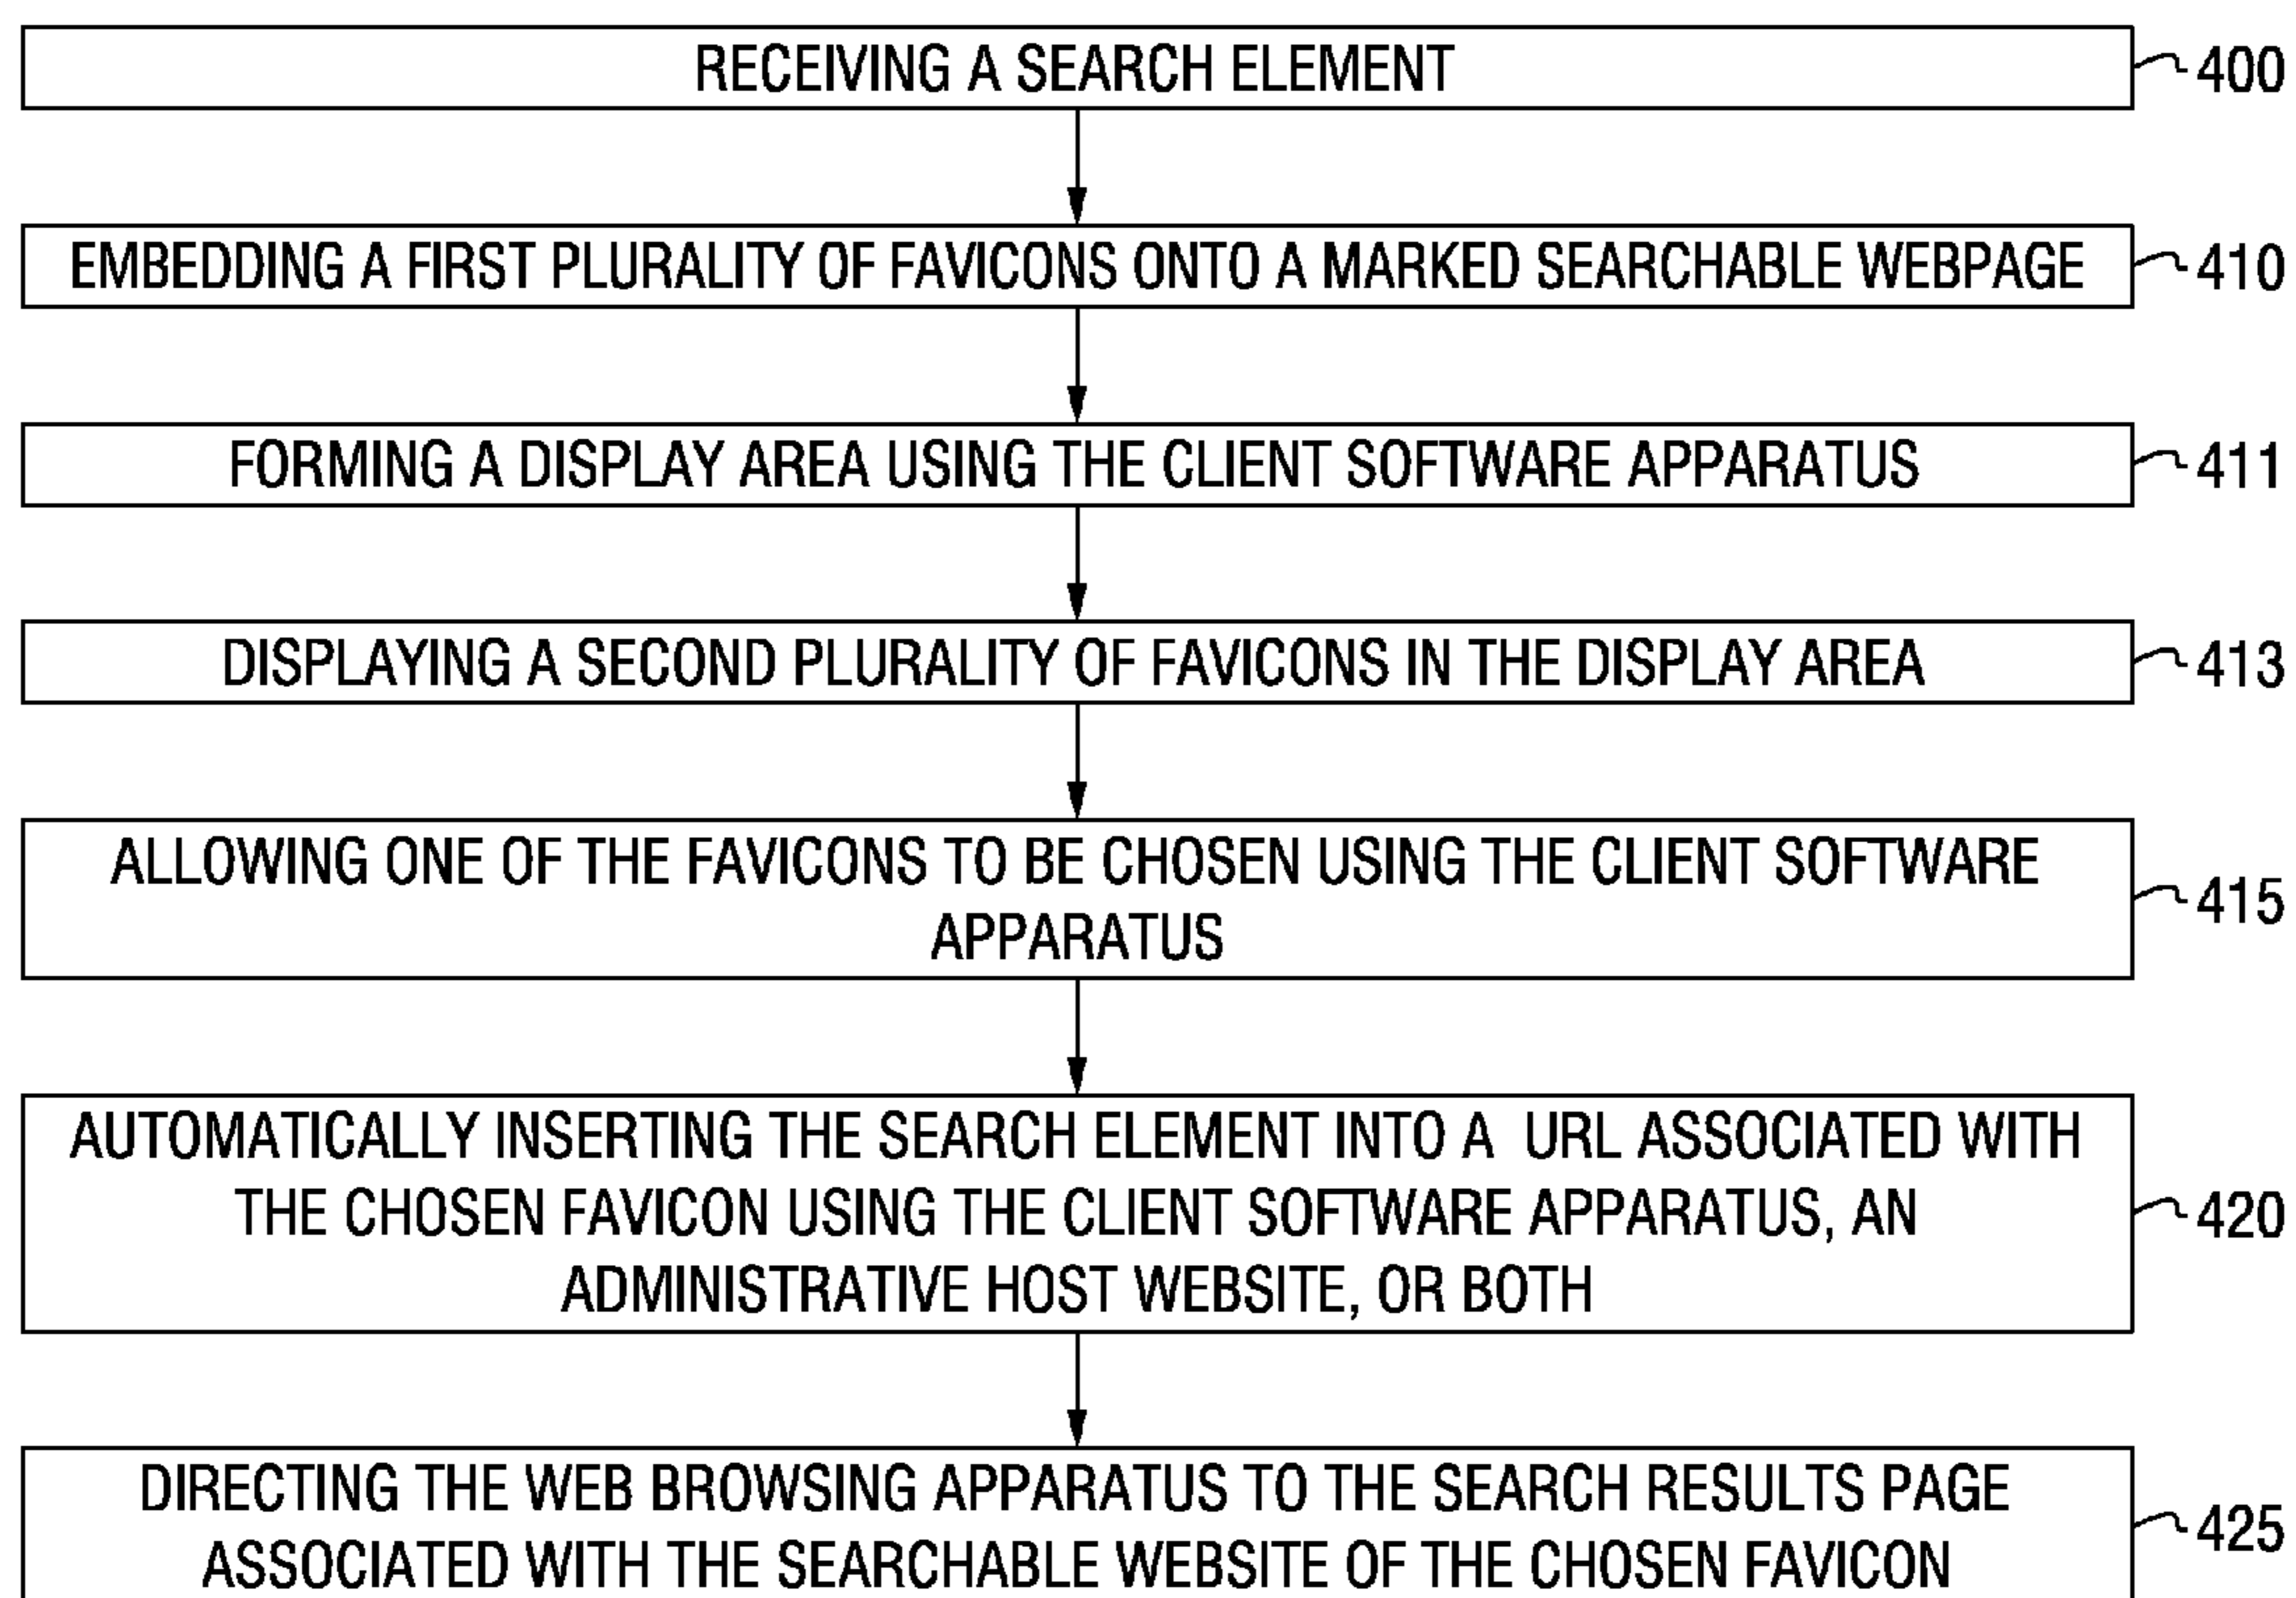 RECEIVING A SEARCH ELEMENT
400
EMBEDDING A FIRST PLURALITY OF FAVICONS ONTO A MARKED SEARCHABLE WEBPAGE
410
FORMING A DISPLAY AREA USING THE CLIENT SOFTWARE APPARATUS
411
DISPLAYING A SECOND PLURALITY OF FAVICONS IN THE DISPLAY AREA
413
ALLOWING ONE OF THE FAVICONS TO BE CHOSEN USING THE CLIENT SOFTWARE
APPARATUS
415
AUTOMATICALLY INSERTING THE SEARCH ELEMENT INTO A URL ASSOCIATED WITH
THE CHOSEN FAVICON USING THE CLIENT SOFTWARE APPARATUS, AN
ADMINISTRATIVE HOST WEBSITE, OR BOTH
420
DIRECTING THE WEB BROWSING APPARATUS TO THE SEARCH RESULTS PAGE
ASSOCIATED WITH THE SEARCHABLE WEBSITE OF THE CHOSEN FAVICON
425